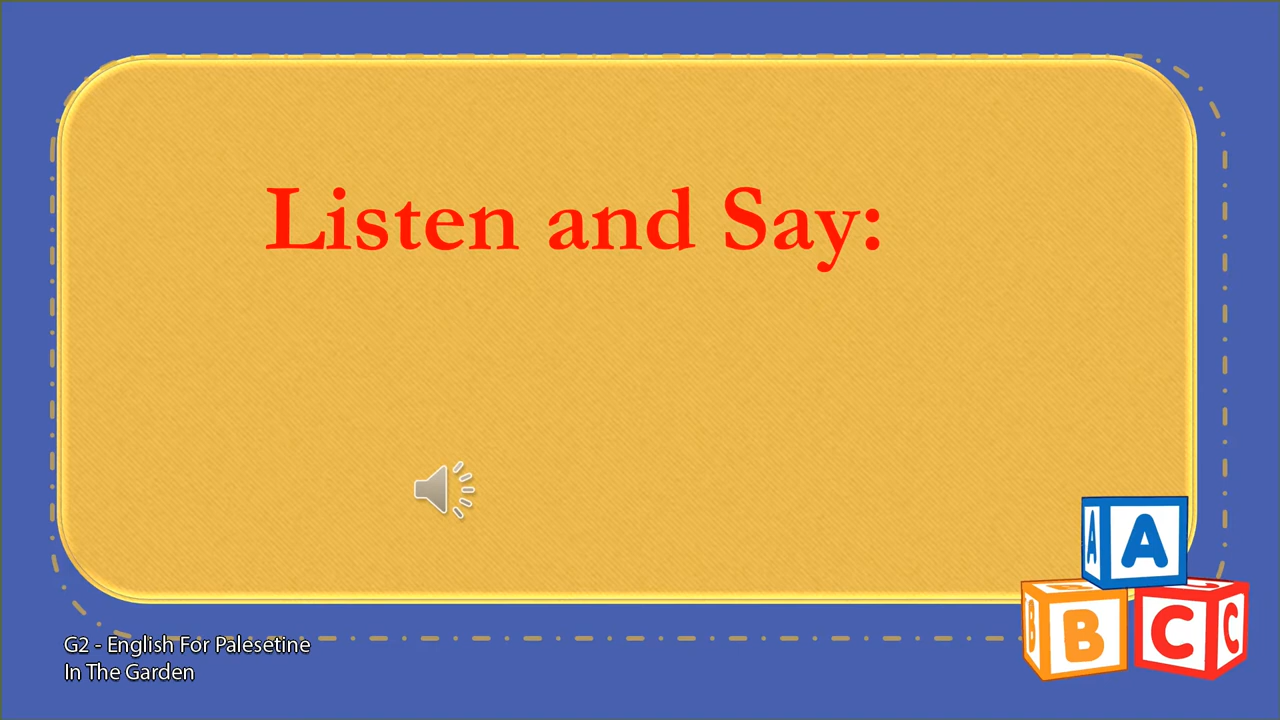 Listen and Say:
A A
B B C C
G2 - English For Palesetine
In The Garden